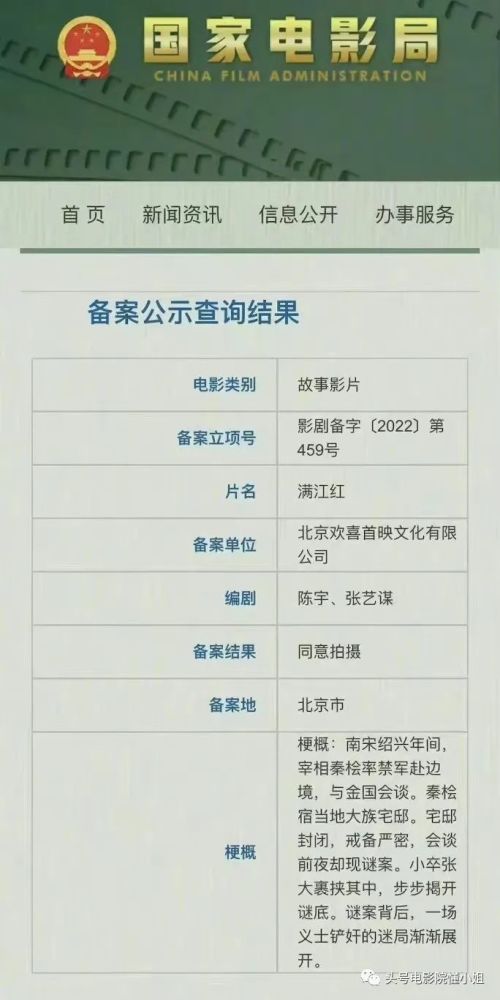 国家电影局
CHINA FILM ADMINISTRATION
首页 新闻资讯 信息公开 办事服务
备案公示查询结果
电影类别 故事影片
备案立项号 影剧备字〔2022〕第
459号
片名 满江红
备案单位 北京欢喜首映文化有限
公司
编剧 陈宇、张艺谋
备案结果 同意拍摄
备案地 北京市
梗概
梗概：南宋绍兴年间，
宰相秦桧率禁军赴边
境，与金国会谈。秦桧
宿当地大族宅邸。宅邸
封闭，戒备严密，会谈
前夜却现谜案。小卒张
大裹挟其中，步步揭开
谜底。谜案背后，一场
义士铲奸的迷局渐渐展
开。
头号电影院懂小姐